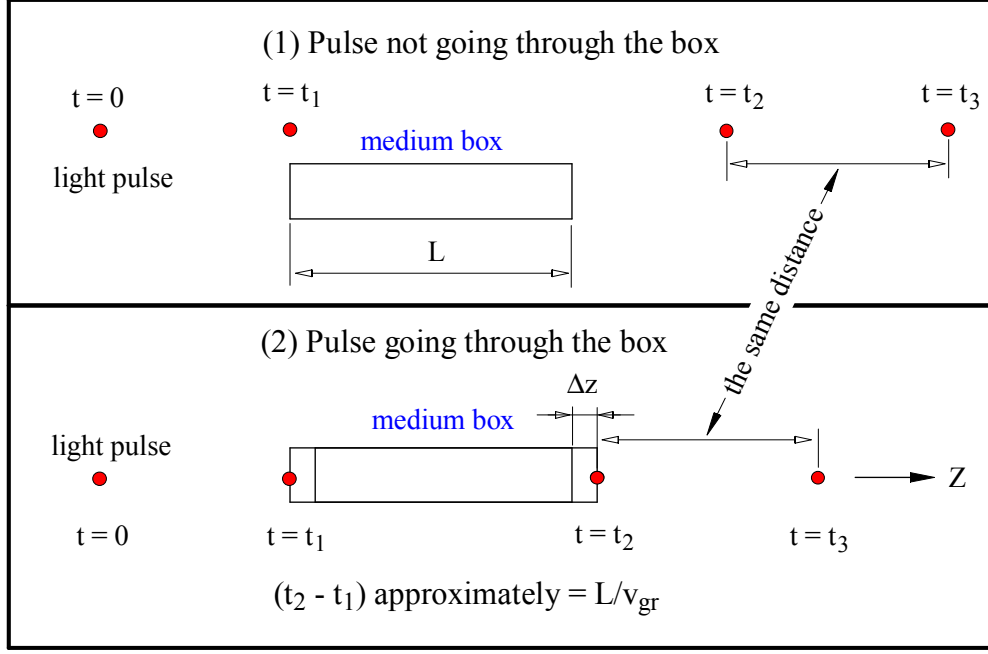 (1) Pulse not going through the box
t = 0
t = t₁
t = t₂
t = t₃
medium box
light pulse
L
the same distance
(2) Pulse going through the box
Δz
medium box
light pulse
Z
t = 0
t = t₁
t = t₂
t = t₃
(t₂ - t₁) approximately = L/v_gr